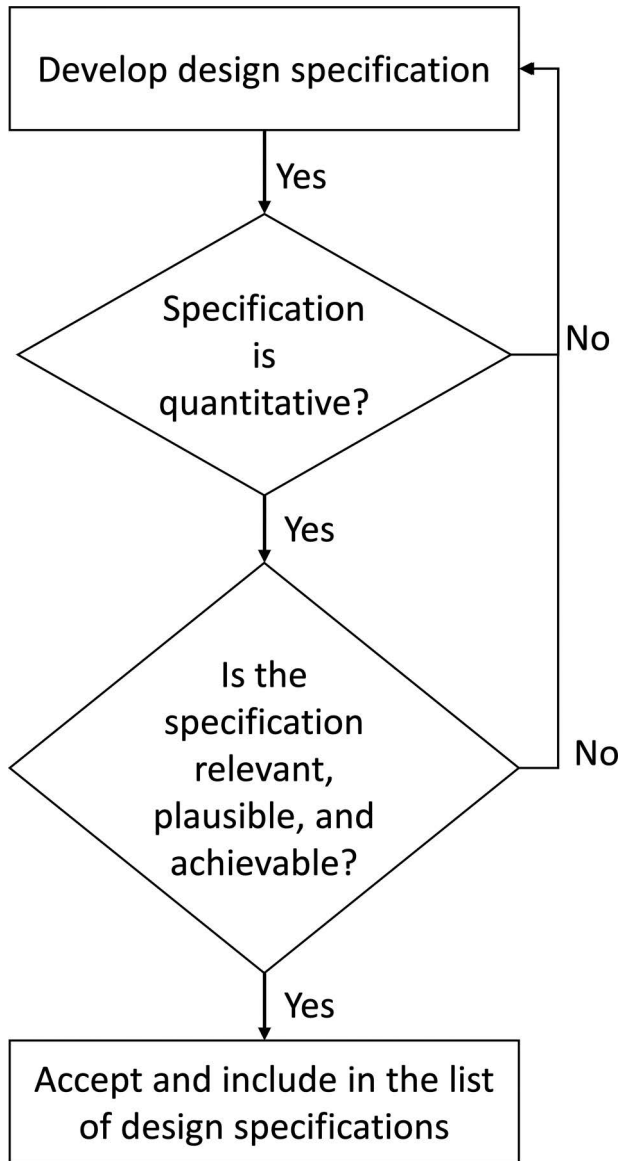 Develop design specification
Yes
Specification
is
quantitative?
No
Yes
Is the
specification
relevant,
plausible, and
achievable?
No
Yes
Accept and include in the list
of design specifications